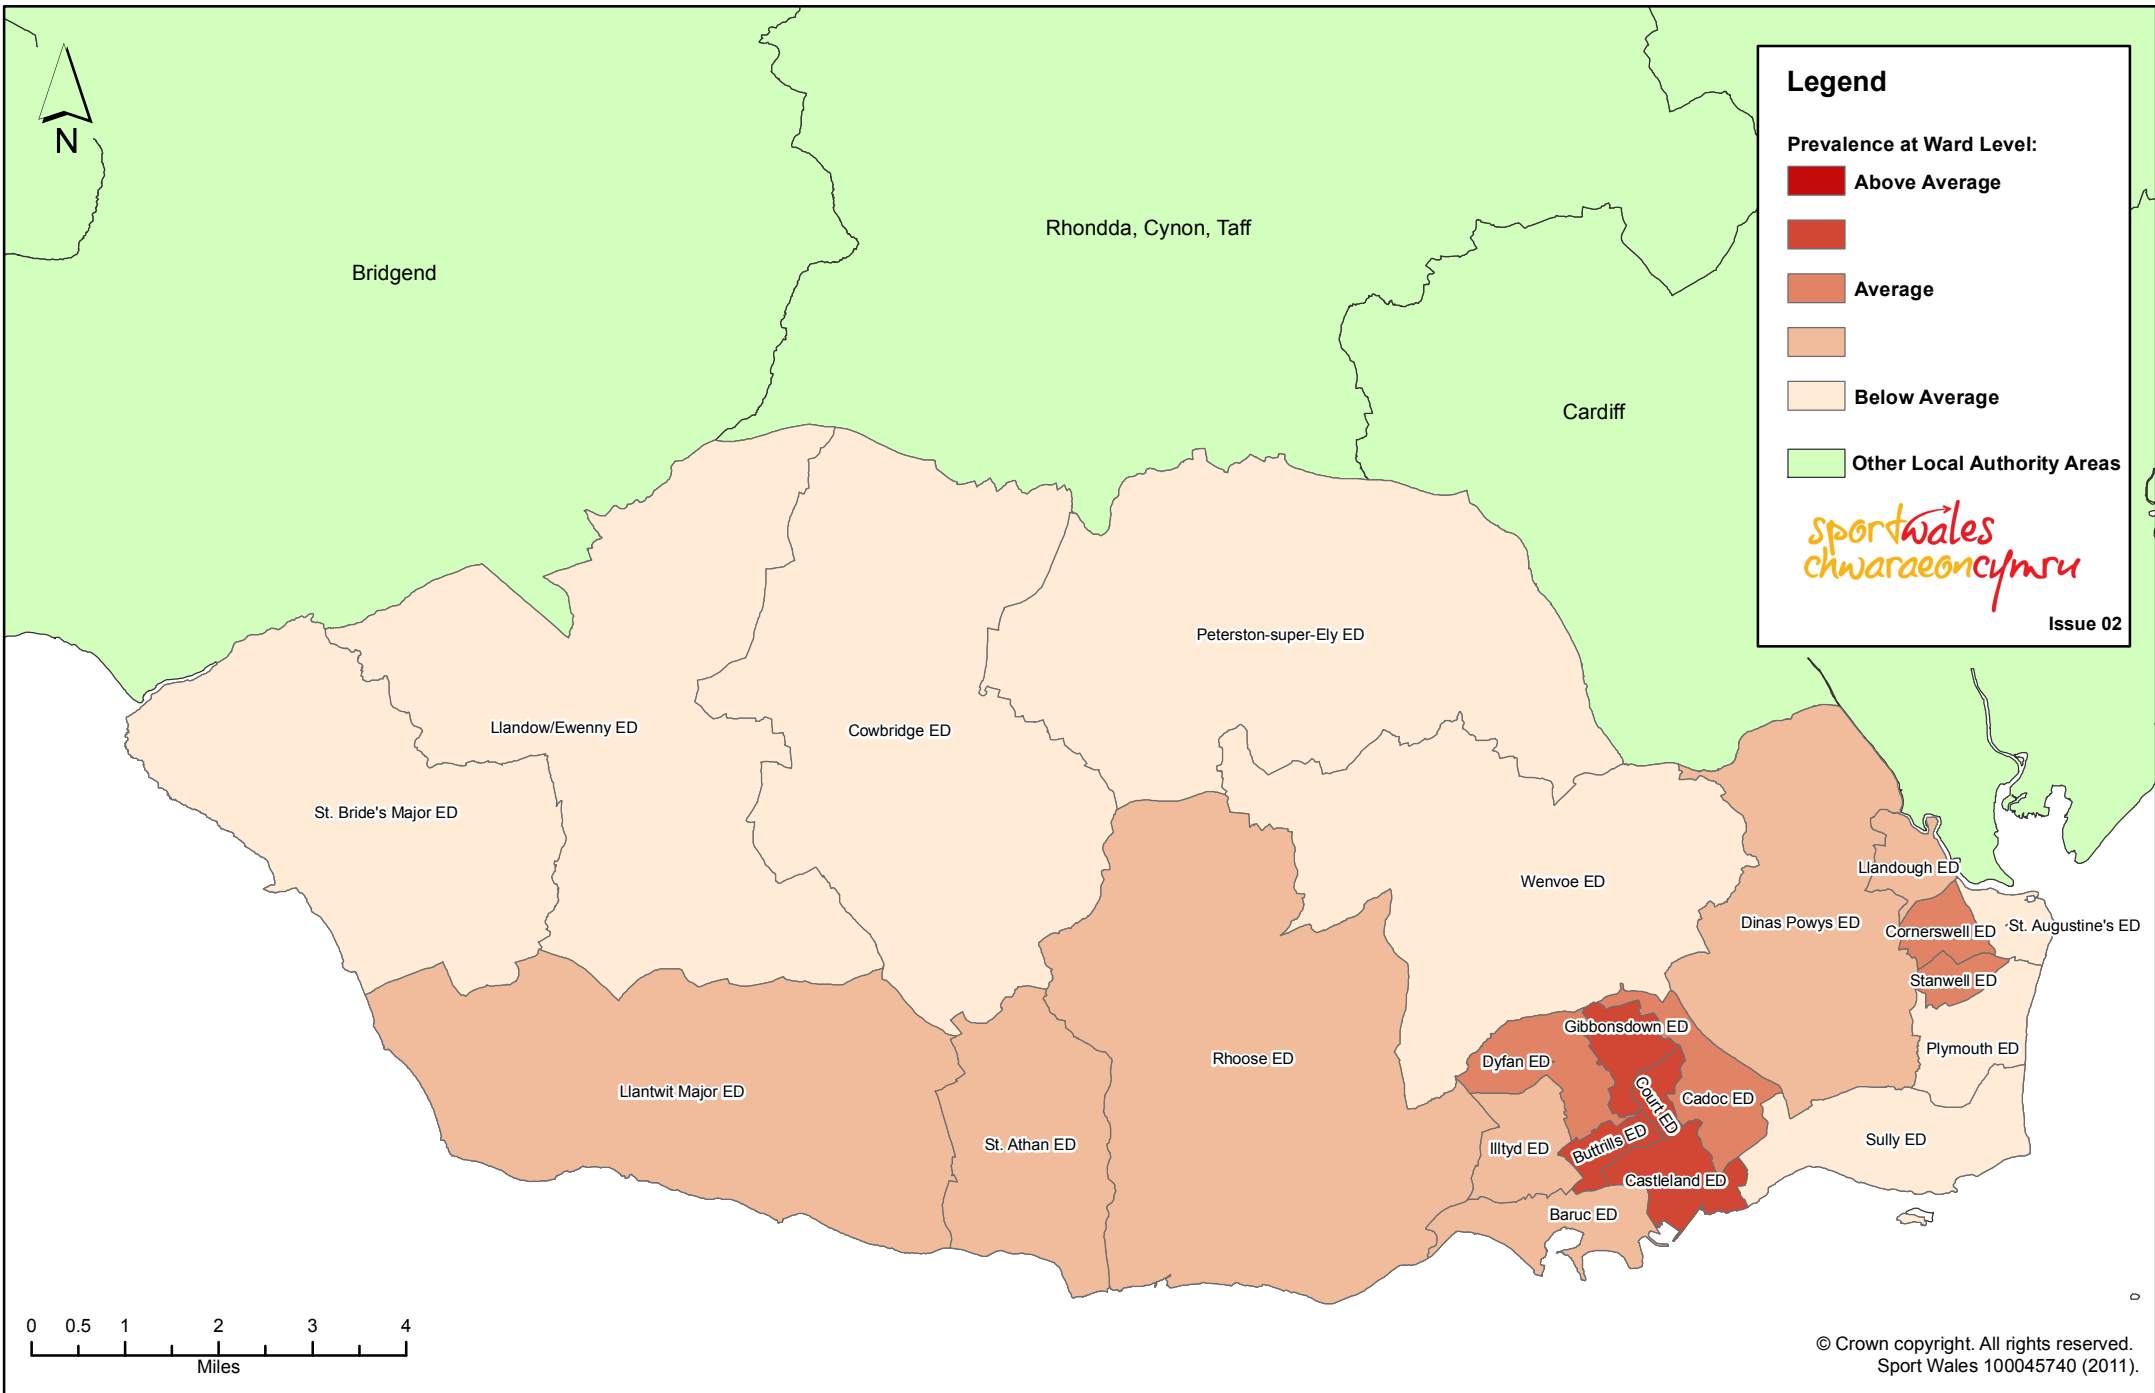 N
Bridgend
Rhondda, Cynon, Taff
Cardiff
Legend
Prevalence at Ward Level:
Above Average
Average
Below Average
Other Local Authority Areas
sportwales
chwaraeoncymru
Issue 02
Peterston-super-Ely ED
Llandow/Ewenny ED
Cowbridge ED
St. Bride's Major ED
Wenvoe ED
Llandough ED
Dinas Powys ED
Cornerswell ED
St. Augustine's ED
Stanwell ED
Gibbonsdown ED
Plymouth ED
Rhoose ED
Dyfan ED
Llantwit Major ED
Court ED
Cadoc ED
St. Athan ED
Illtyd ED
Buttrills ED
Sully ED
Castleland ED
Baruc ED
0 0.5 1 2 3 4
Miles
© Crown copyright. All rights reserved.
Sport Wales 100045740 (2011).